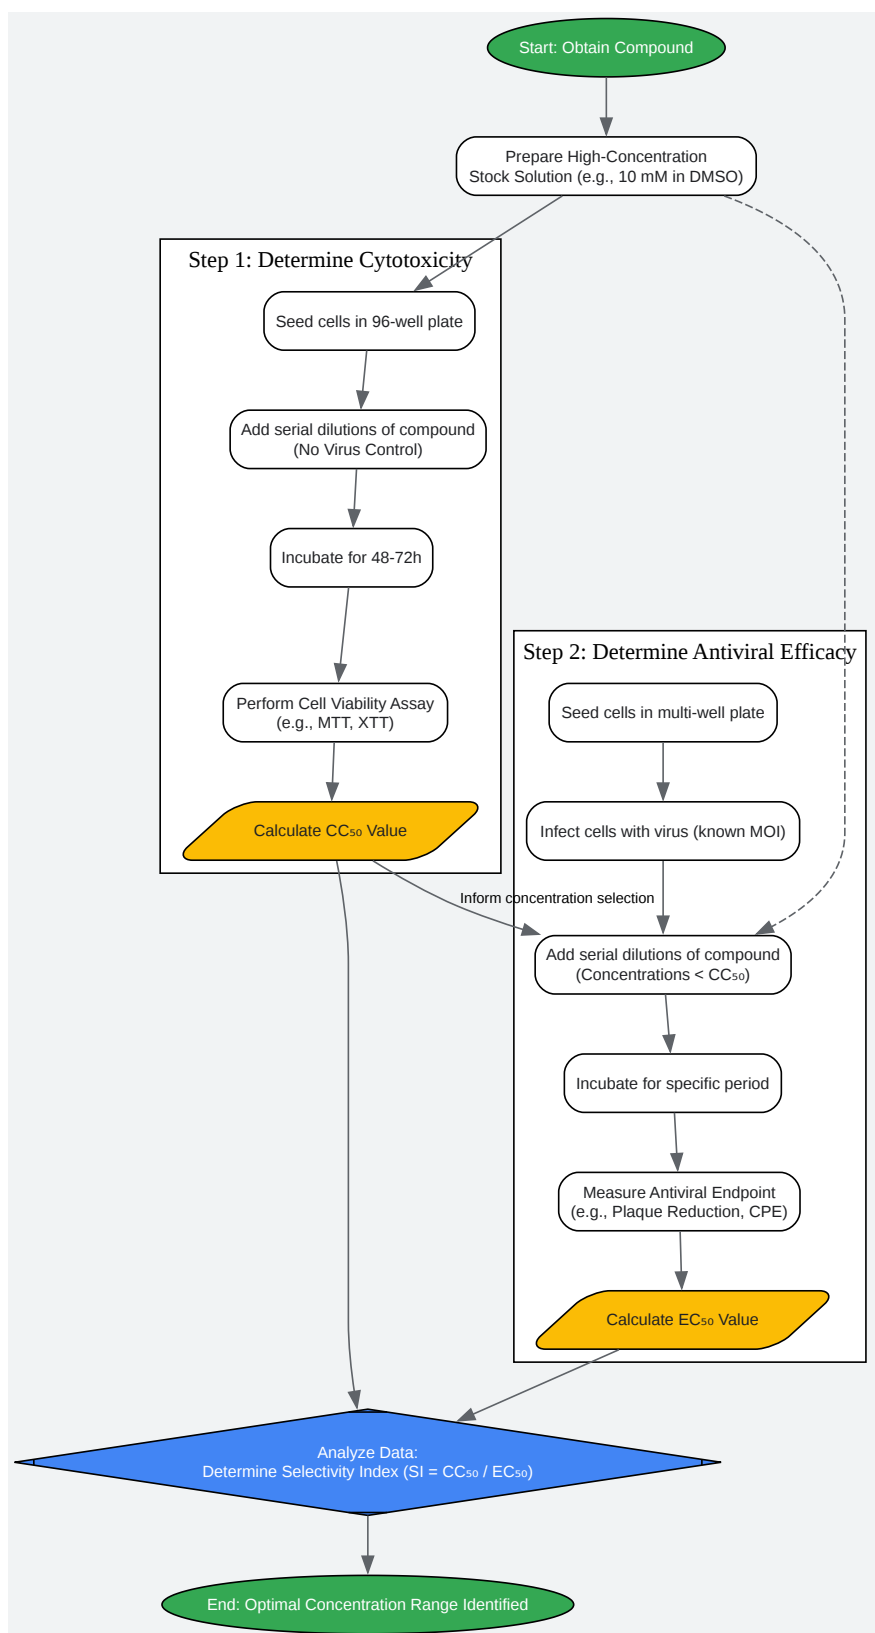 Start: Obtain Compound
Prepare High-Concentration
Stock Solution (e.g., 10 mM in DMSO)
Step 1: Determine Cytotoxicity
Seed cells in 96-well plate
Add serial dilutions of compound
(No Virus Control)
Incubate for 48-72h
Perform Cell Viability Assay
(e.g., MTT, XTT)
Calculate CC₅₀ Value
Inform concentration selection
Step 2: Determine Antiviral Efficacy
Seed cells in multi-well plate
Infect cells with virus (known MOI)
Add serial dilutions of compound
(Concentrations < CC₅₀)
Incubate for specific period
Measure Antiviral Endpoint
(e.g., Plaque Reduction, CPE)
Calculate EC₅₀ Value
Analyze Data:
Determine Selectivity Index (SI = CC₅₀ / EC₅₀)
End: Optimal Concentration Range Identified